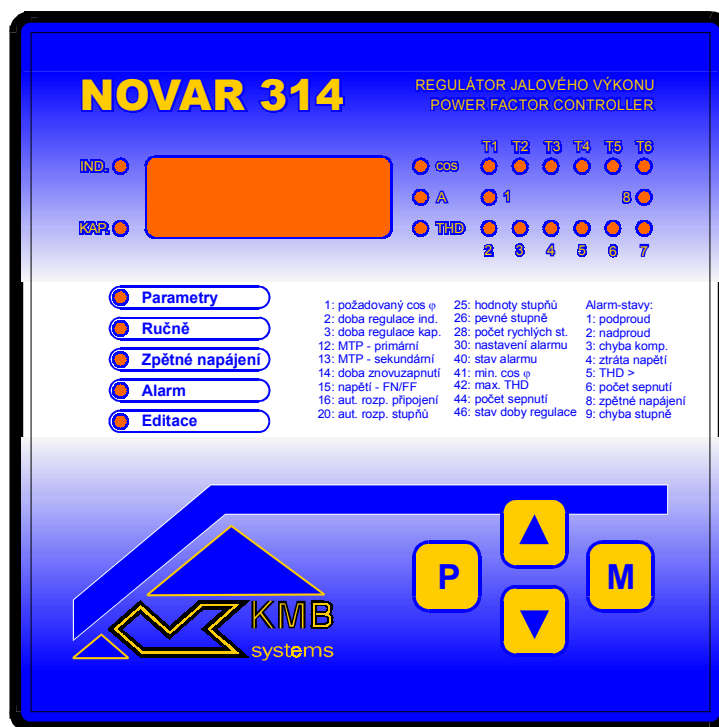 NOVAR 314
REGULÁTOR JALOVÉHO VÝKONU
POWER FACTOR CONTROLLER
T1 T2 T3 T4 T5 T6
IND.
cos
A
1
8
KAP.
THD
2 3 4 5 6 7
Parametry
Ručně
Zpětné napájení
Alarm
Editace
1: požadovaný cos φ
2: doba regulace ind.
3: doba regulace kap.
12: MTP - primární
13: MTP - sekundární
14: doba znovuzapnutí
15: napětí - FN/FF
16: aut. rozp. připojení
20: aut. rozp. stupňů
25: hodnoty stupňů
26: pevné stupně
28: počet rychlých st.
30: nastavení alarmu
40: stav alarmu
41: min. cos φ
42: max. THD
44: počet sepnutí
46: stav doby regulace
Alarm-stavy:
1: podproud
2: nadproud
3: chyba komp.
4: ztráta napětí
5: THD >
6: počet sepnutí
8: zpětné napájení
9: chyba stupně
P
M
KMB
systems